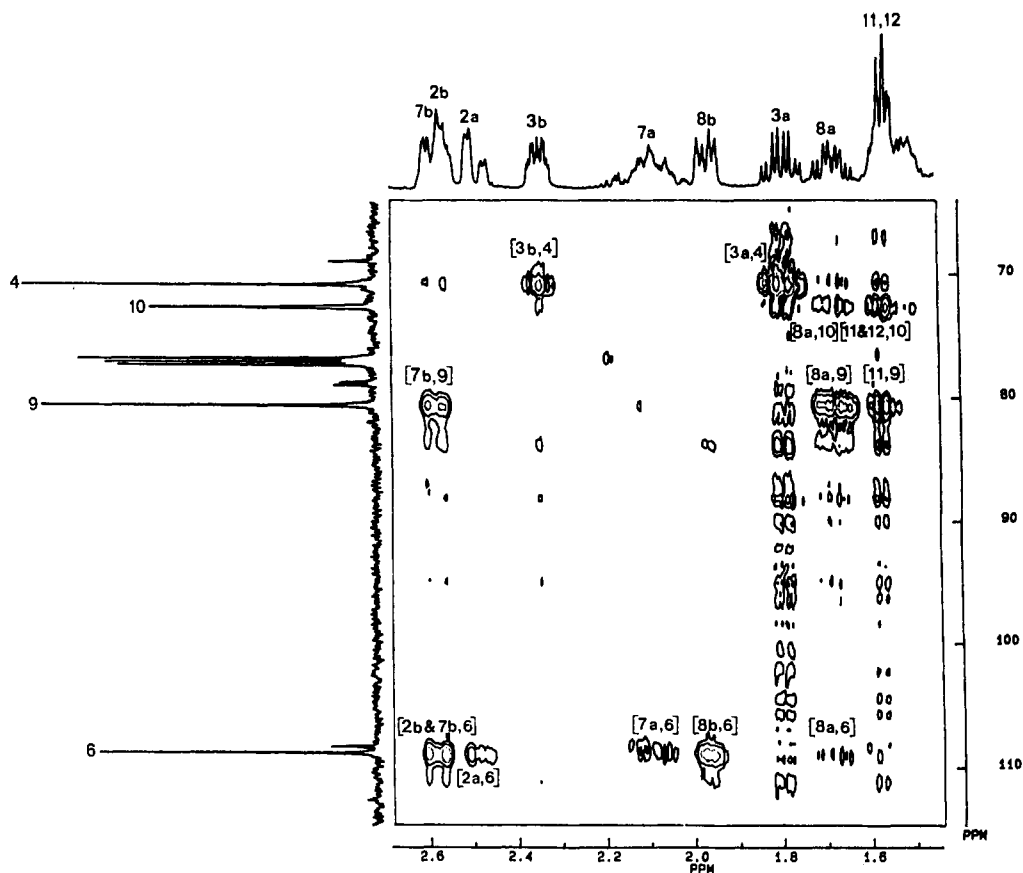 11,12
2b
7b
2a
3b
7a
8b
3a
8a
[3b,4]
[3a,4]
70
4
10
[8a,10] [11&12,10]
[7b,9]
[8a,9]
[11,9]
80
9
90
100
[2b&7b,6]
[7a,6]
[8b,6]
[8a,6]
6
[2a,6]
110
PPM
2.6
2.4
2.2
2.0
1.8
1.6
PPM